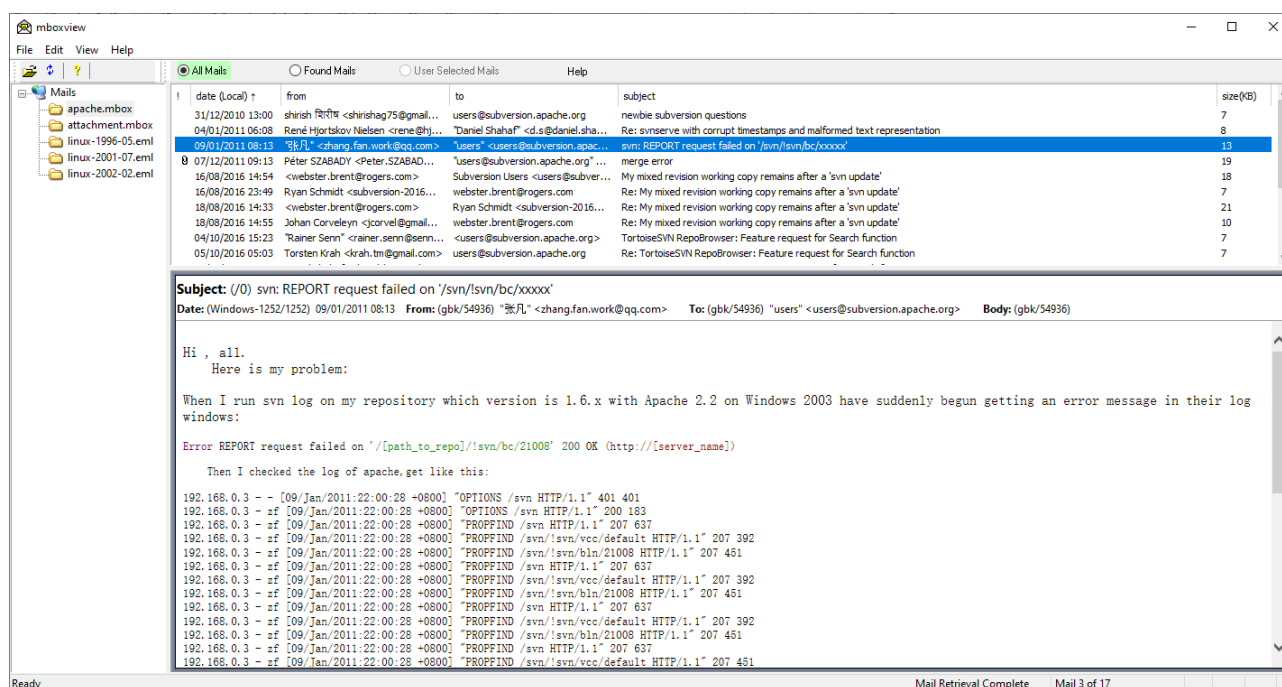 mboxview
File Edit View Help
All Mails Found Mails User Selected Mails Help
Mails
apache.mbox
attachment.mbox
linux-1996-05.eml
linux-2001-07.eml
linux-2002-02.eml
! date (Local) ↑ from to subject size(KB)
31/12/2010 13:00 shirish शिरीष <shirishag75@gmail... users@subversion.apache.org newbie subversion questions 7
04/01/2011 06:08 René Hjortskov Nielsen <rene@hj... "Daniel Shahaf" <d.s@daniel.sha... Re: svnserve with corrupt timestamps and malformed text representation 8
09/01/2011 08:13 "张凡" <zhang.fan.work@qq.com> "users" <users@subversion.apac... svn: REPORT request failed on '/svn/!svn/bc/xxxxx' 13
07/12/2011 09:13 Péter SZABADY <Peter.SZABAD... "users@subversion.apache.org" ... merge error 19
16/08/2016 14:54 <webster.brent@rogers.com> Subversion Users <users@subver... My mixed revision working copy remains after a 'svn update' 18
16/08/2016 23:49 Ryan Schmidt <subversion-2016... webster.brent@rogers.com Re: My mixed revision working copy remains after a 'svn update' 7
18/08/2016 14:33 <webster.brent@rogers.com> Ryan Schmidt <subversion-2016... Re: My mixed revision working copy remains after a 'svn update' 21
18/08/2016 14:55 Johan Corveleyn <jcorvel@gmail... webster.brent@rogers.com Re: My mixed revision working copy remains after a 'svn update' 10
04/10/2016 15:23 "Rainer Senn" <rainer.senn@senn... <users@subversion.apache.org> TortoiseSVN RepoBrowser: Feature request for Search function 7
05/10/2016 05:03 Torsten Krah <krah.tm@gmail.com> users@subversion.apache.org Re: TortoiseSVN RepoBrowser: Feature request for Search function 7
Subject: (/0) svn: REPORT request failed on '/svn/!svn/bc/xxxxx'
Date: (Windows-1252/1252) 09/01/2011 08:13 From: (gbk/54936) "张凡" <zhang.fan.work@qq.com> To: (gbk/54936) "users" <users@subversion.apache.org> Body: (gbk/54936)
Hi , all.
Here is my problem:
When I run svn log on my repository which version is 1.6.x with Apache 2.2 on Windows 2003 have suddenly begun getting an error message in their log
windows:
Error REPORT request failed on '/[path_to_repo]/!svn/bc/21008' 200 OK (http://[server_name])
Then I checked the log of apache,get like this:
192.168.0.3 - - [09/Jan/2011:22:00:28 +0800] "OPTIONS /svn HTTP/1.1" 401 401
192.168.0.3 - zf [09/Jan/2011:22:00:28 +0800] "OPTIONS /svn HTTP/1.1" 200 183
192.168.0.3 - zf [09/Jan/2011:22:00:28 +0800] "PROPFIND /svn HTTP/1.1" 207 637
192.168.0.3 - zf [09/Jan/2011:22:00:28 +0800] "PROPFIND /svn/!svn/vcc/default HTTP/1.1" 207 392
192.168.0.3 - zf [09/Jan/2011:22:00:28 +0800] "PROPFIND /svn/!svn/bln/21008 HTTP/1.1" 207 451
192.168.0.3 - zf [09/Jan/2011:22:00:28 +0800] "PROPFIND /svn HTTP/1.1" 207 637
192.168.0.3 - zf [09/Jan/2011:22:00:28 +0800] "PROPFIND /svn/!svn/vcc/default HTTP/1.1" 207 392
192.168.0.3 - zf [09/Jan/2011:22:00:28 +0800] "PROPFIND /svn/!svn/bln/21008 HTTP/1.1" 207 451
192.168.0.3 - zf [09/Jan/2011:22:00:28 +0800] "PROPFIND /svn HTTP/1.1" 207 637
192.168.0.3 - zf [09/Jan/2011:22:00:28 +0800] "PROPFIND /svn/!svn/vcc/default HTTP/1.1" 207 392
192.168.0.3 - zf [09/Jan/2011:22:00:28 +0800] "PROPFIND /svn/!svn/bln/21008 HTTP/1.1" 207 451
192.168.0.3 - zf [09/Jan/2011:22:00:28 +0800] "PROPFIND /svn HTTP/1.1" 207 637
192.168.0.3 - zf [09/Jan/2011:22:00:28 +0800] "PROPFIND /svn/!svn/vcc/default HTTP/1.1" 207 451
Ready Mail Retrieval Complete Mail 3 of 17